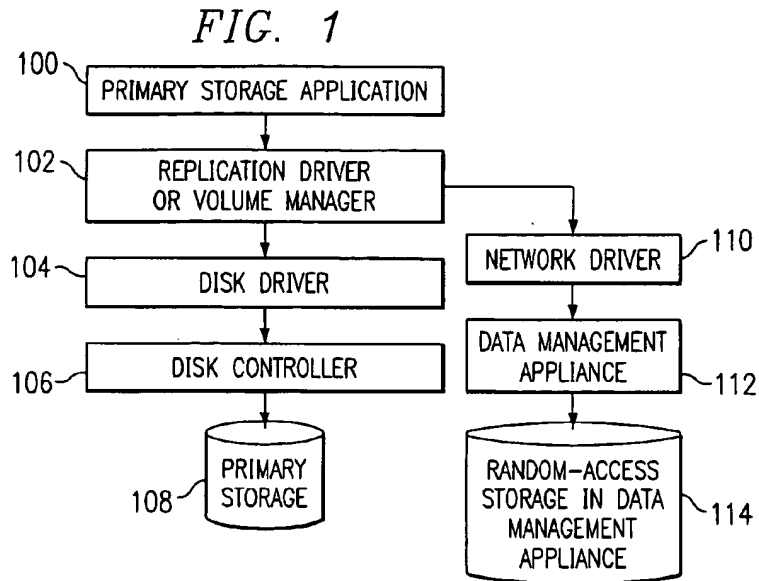 FIG. 1
100
PRIMARY STORAGE APPLICATION
102
REPLICATION DRIVER
OR VOLUME MANAGER
104
DISK DRIVER
110
NETWORK DRIVER
106
DISK CONTROLLER
DATA MANAGEMENT
APPLIANCE
112
108
PRIMARY
STORAGE
RANDOM-ACCESS
STORAGE IN DATA
MANAGEMENT
APPLIANCE
114